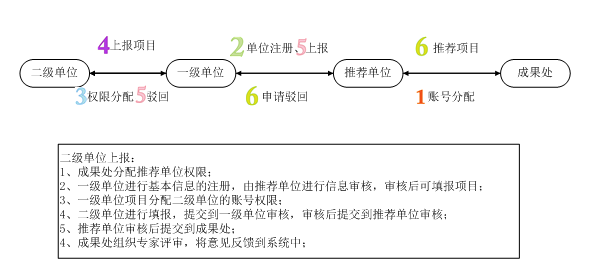 4 上报项目
2 单位注册、5上报
6 推荐项目
二级单位
一级单位
推荐单位
成果处
3权限分配5驳回
6 申请驳回
1账号分配
二级单位上报：
1、成果处分配推荐单位权限；
2、一级单位进行基本信息的注册，由推荐单位进行信息审核，审核后可填报项目；
3、一级单位项目分配二级单位的账号权限；
4、二级单位进行填报，提交到一级单位审核，审核后提交到推荐单位审核；
5、推荐单位审核后提交到成果处；
4、成果处组织专家评审，将意见反馈到系统中；